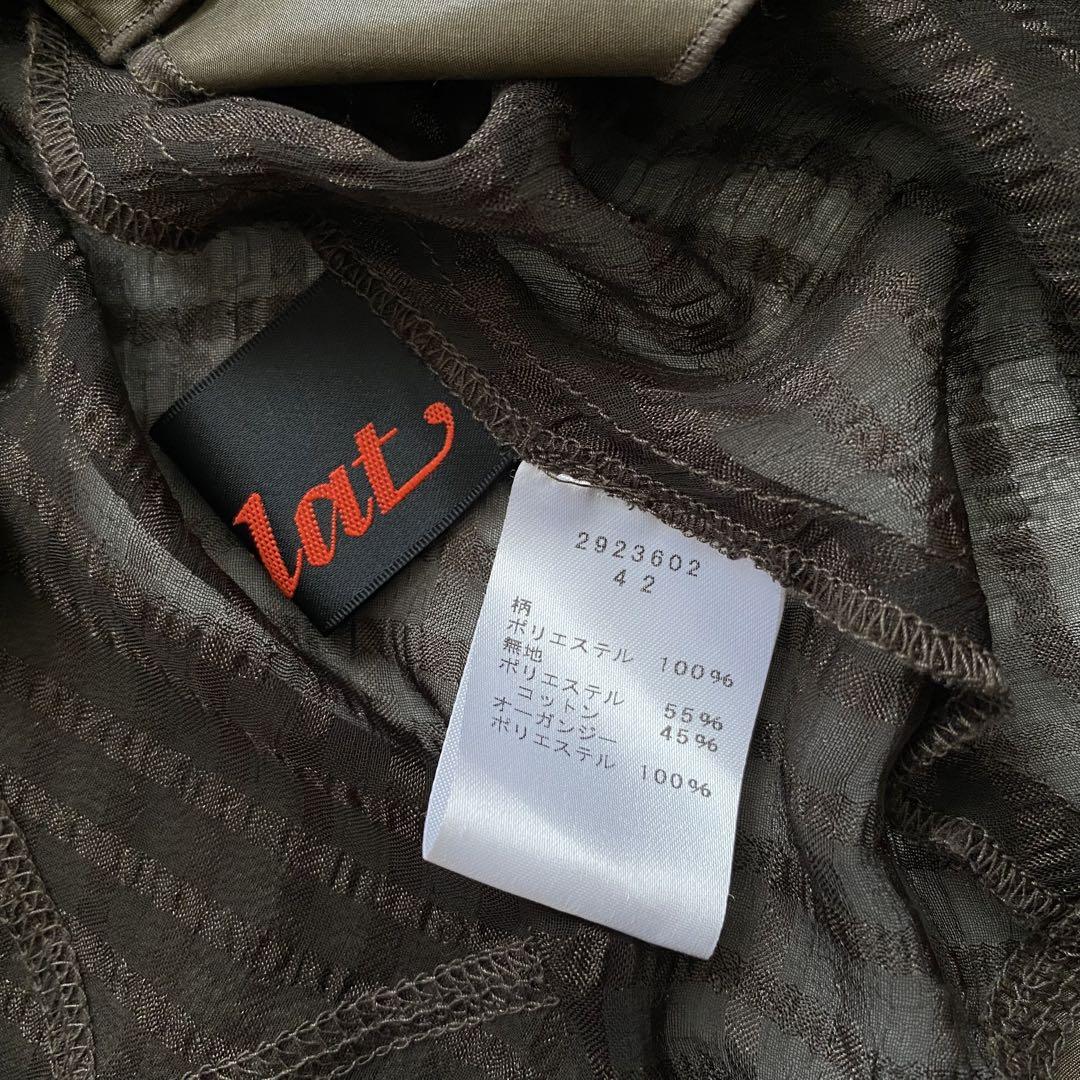 lat,
2923602
42
柄
ポリエステル 100%
無地
ポリエステル 55%
コットン 45%
オーガンジー
ポリエステル 100%